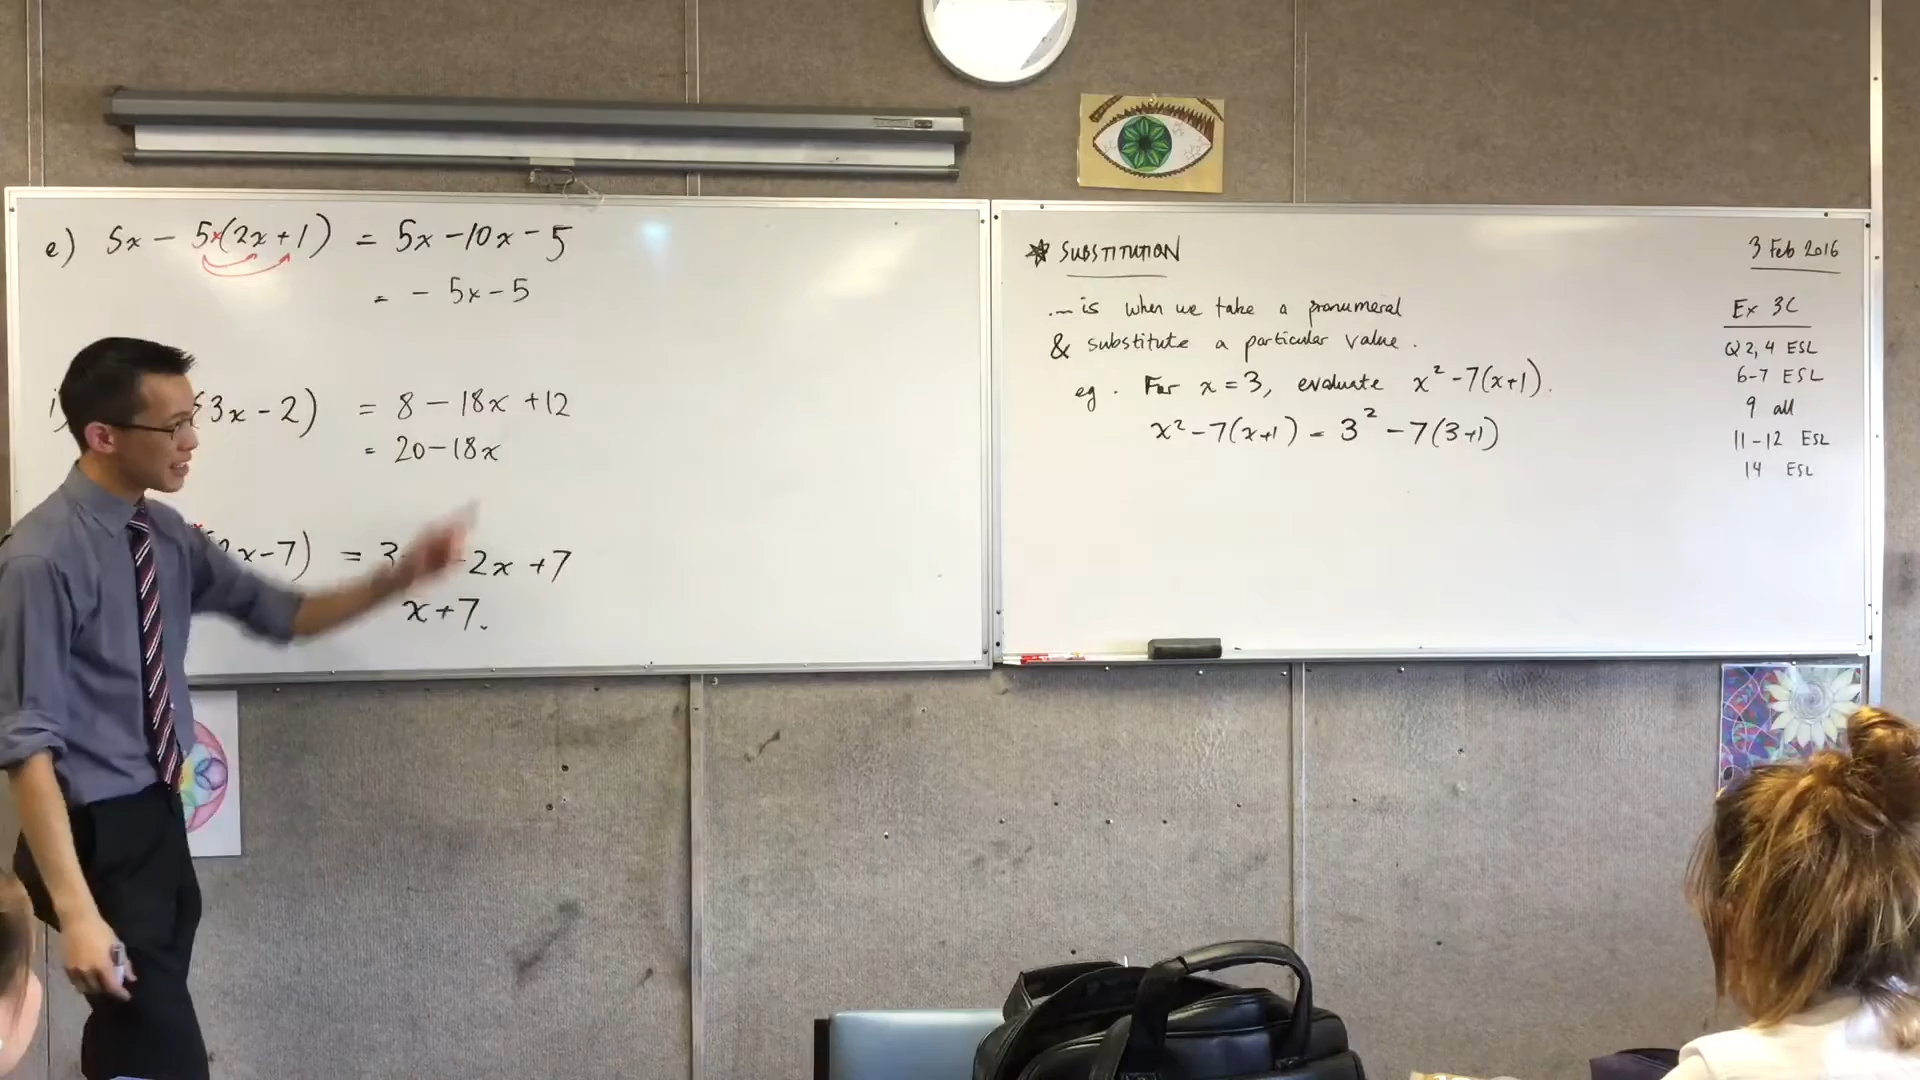 e) 5x - 5x(2x+1) = 5x - 10x - 5
= - 5x - 5
3x - 2) = 8 - 18x + 12
= 20 - 18x
2x - 7) = 3 - 2x + 7
x + 7.
* SUBSTITUTION
... is when we take a pronumeral
& substitute a particular value.
eg. For x = 3, evaluate x² - 7(x+1).
x² - 7(x+1) = 3² - 7(3+1)
3 Feb 2016
Ex 3C
Q 2, 4 ESL
6-7 ESL
9 all
11-12 ESL
14 ESL